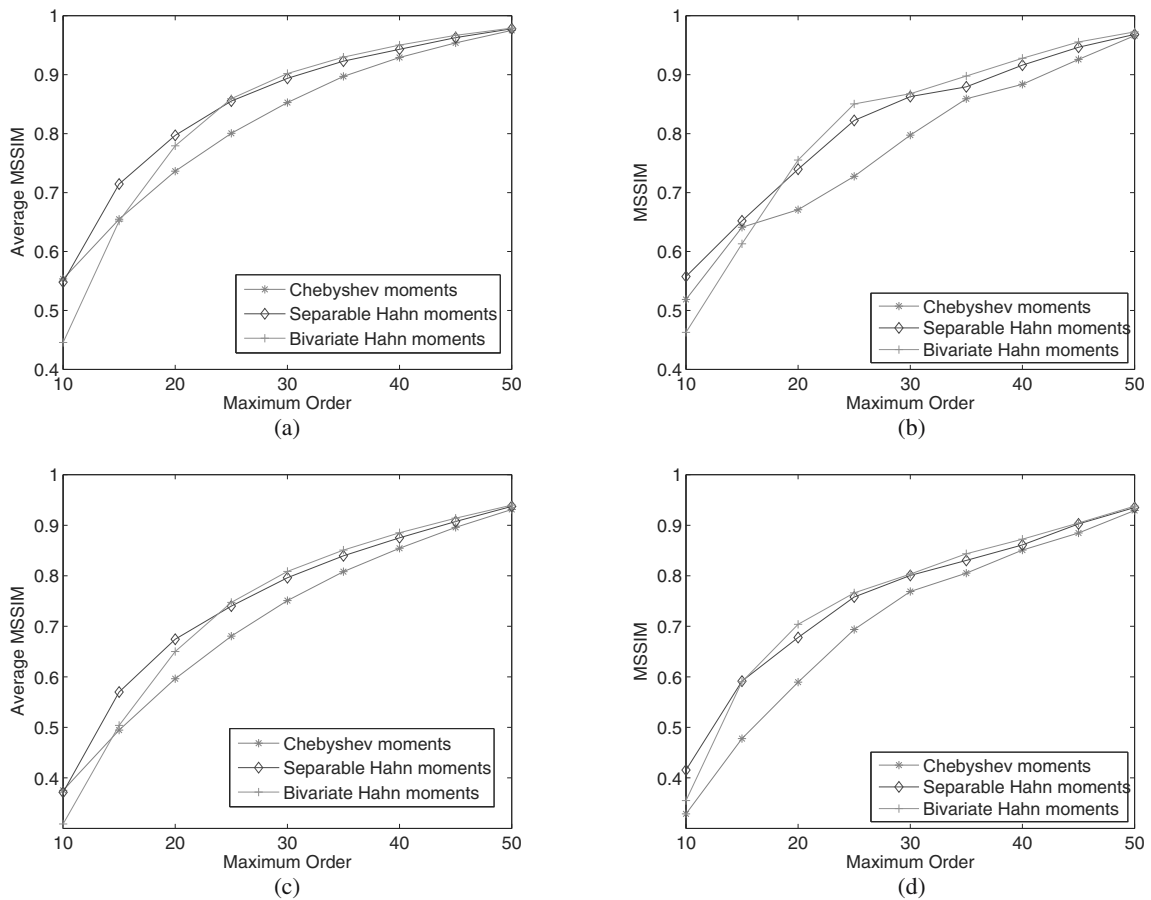 1
0.9
0.8
0.7
0.6
0.5
0.4
10 20 30 40 50
Average MSSIM
Maximum Order
Chebyshev moments
Separable Hahn moments
Bivariate Hahn moments
(a)
1
0.9
0.8
0.7
0.6
0.5
0.4
10 20 30 40 50
MSSIM
Maximum Order
Chebyshev moments
Separable Hahn moments
Bivariate Hahn moments
(b)
1
0.9
0.8
0.7
0.6
0.5
0.4
10 20 30 40 50
Average MSSIM
Maximum Order
Chebyshev moments
Separable Hahn moments
Bivariate Hahn moments
(c)
1
0.9
0.8
0.7
0.6
0.5
0.4
10 20 30 40 50
MSSIM
Maximum Order
Chebyshev moments
Separable Hahn moments
Bivariate Hahn moments
(d)